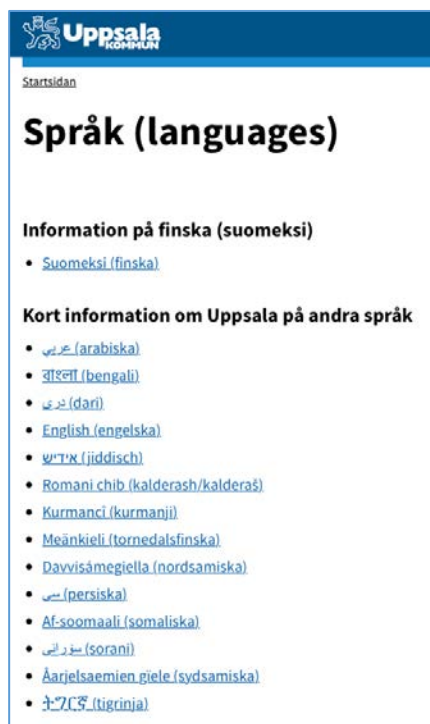 Uppsala
KOMMUN
Startsidan
Språk (languages)
Information på finska (suomeksi)
Suomeksi (finska)
Kort information om Uppsala på andra språk
عربي (arabiska)
বাংলা (bengali)
دری (dari)
English (engelska)
אידיש (jiddisch)
Romani chib (kalderash/kalderaš)
Kurmancî (kurmanji)
Meänkieli (tornedalsfinska)
Davvisámegiella (nordsamiska)
(persiska)
Af-soomaali (somaliska)
سۆرانی (sorani)
Åarjelsaemien gïele (sydsamiska)
ትግርኛ (tigrinja)